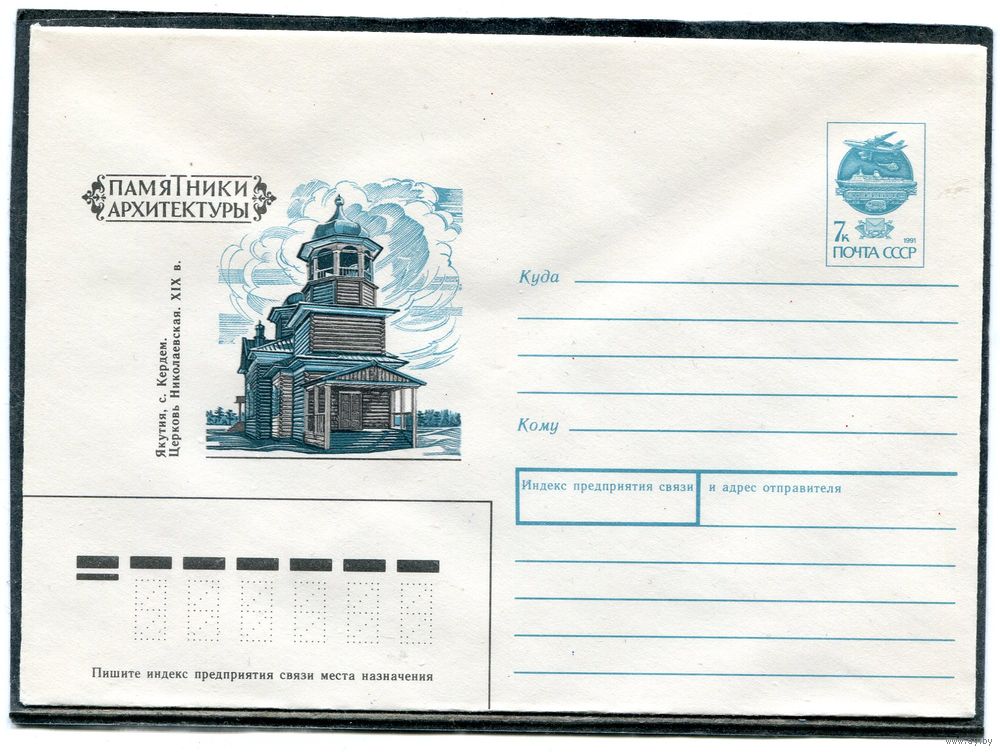 ПАМЯТНИКИ
АРХИТЕКТУРЫ
Якутия, с. Кердем.
Церковь Николаевская. XIX в.
7к
1991
ПОЧТА СССР
Куда
Кому
Индекс предприятия связи и адрес отправителя
Пишите индекс предприятия связи места назначения